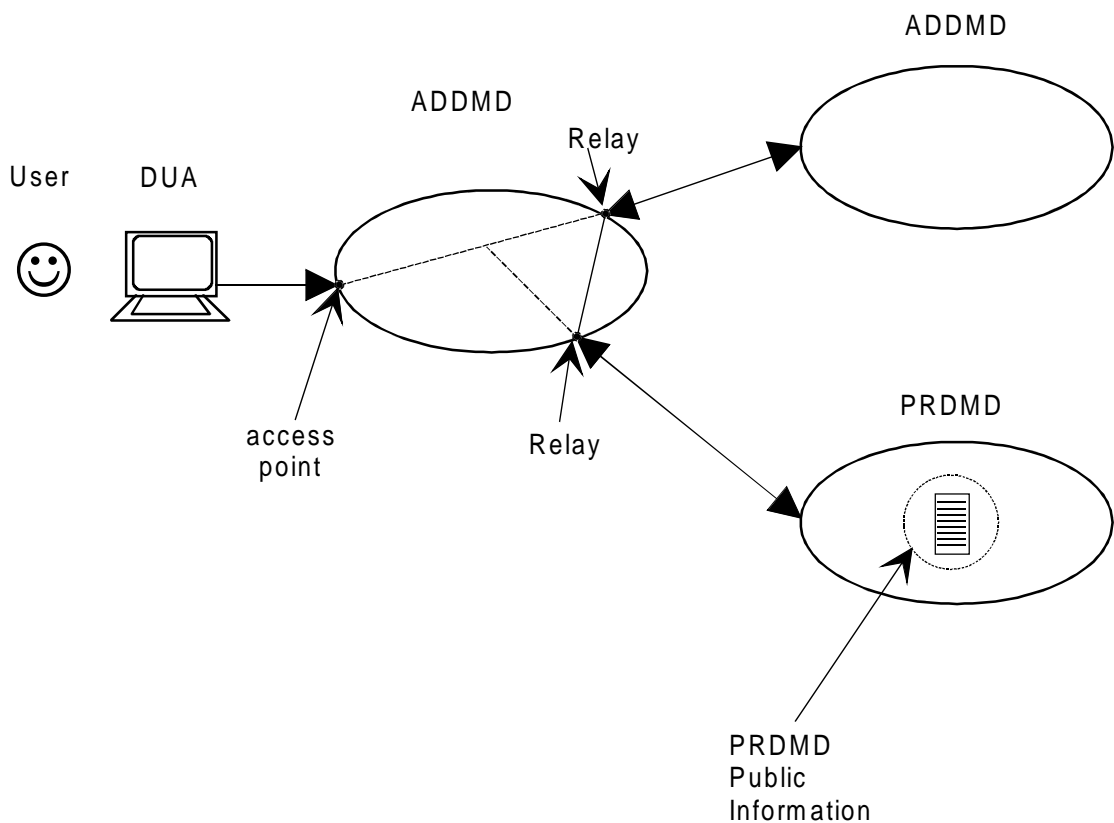 ADDMD
ADDMD
Relay
User
DUA
access
point
Relay
PRDMD
PRDMD
Public
Information